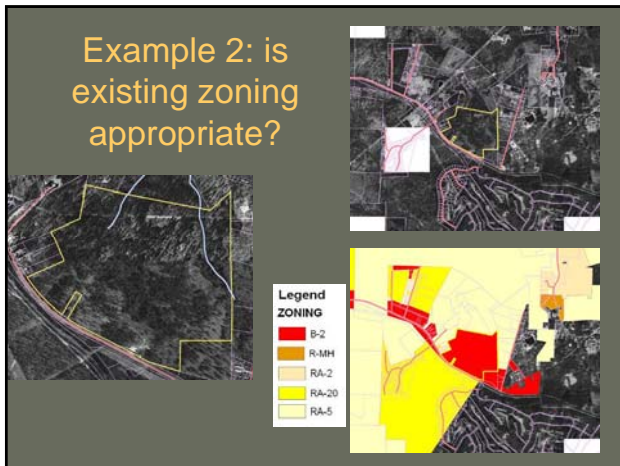 Example 2: is
existing zoning
appropriate?
Legend
ZONING
B-2
R-MH
RA-2
RA-20
RA-5